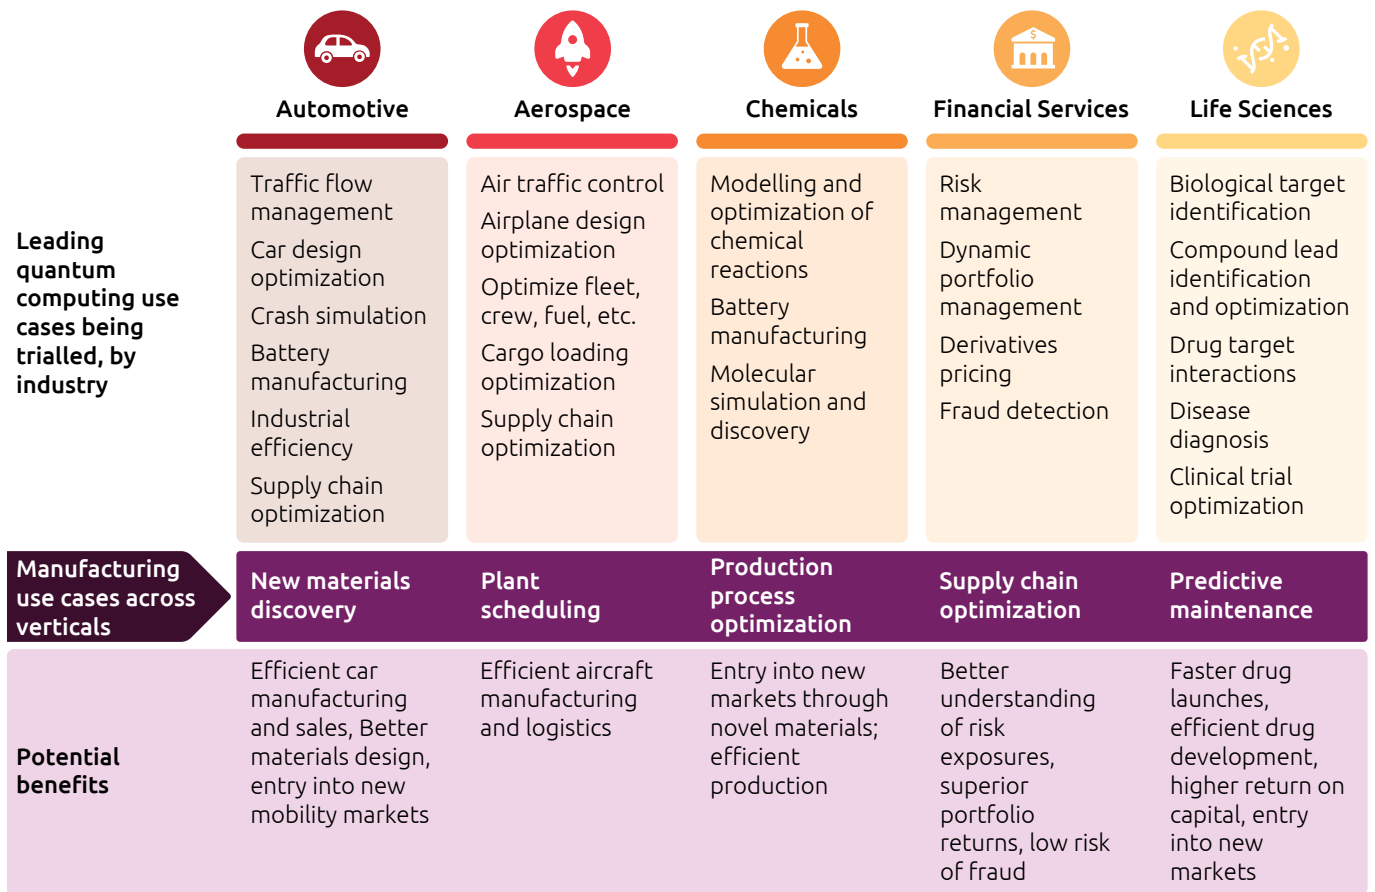 Automotive
Aerospace
Chemicals
Financial Services
Life Sciences
Leading
quantum
computing use
cases being
trialled, by
industry
Traffic flow
management
Car design
optimization
Crash simulation
Battery
manufacturing
Industrial
efficiency
Supply chain
optimization
Air traffic control
Airplane design
optimization
Optimize fleet,
crew, fuel, etc.
Cargo loading
optimization
Supply chain
optimization
Modelling and
optimization of
chemical
reactions
Battery
manufacturing
Molecular
simulation and
discovery
Risk
management
Dynamic
portfolio
management
Derivatives
pricing
Fraud detection
Biological target
identification
Compound lead
identification
and optimization
Drug target
interactions
Disease
diagnosis
Clinical trial
optimization
Manufacturing
use cases across
verticals
New materials
discovery
Plant
scheduling
Production
process
optimization
Supply chain
optimization
Predictive
maintenance
Potential
benefits
Efficient car
manufacturing
and sales, Better
materials design,
entry into new
mobility markets
Efficient aircraft
manufacturing
and logistics
Entry into new
markets through
novel materials;
efficient
production
Better
understanding
of risk
exposures,
superior
portfolio
returns, low risk
of fraud
Faster drug
launches,
efficient drug
development,
higher return on
capital, entry
into new
markets